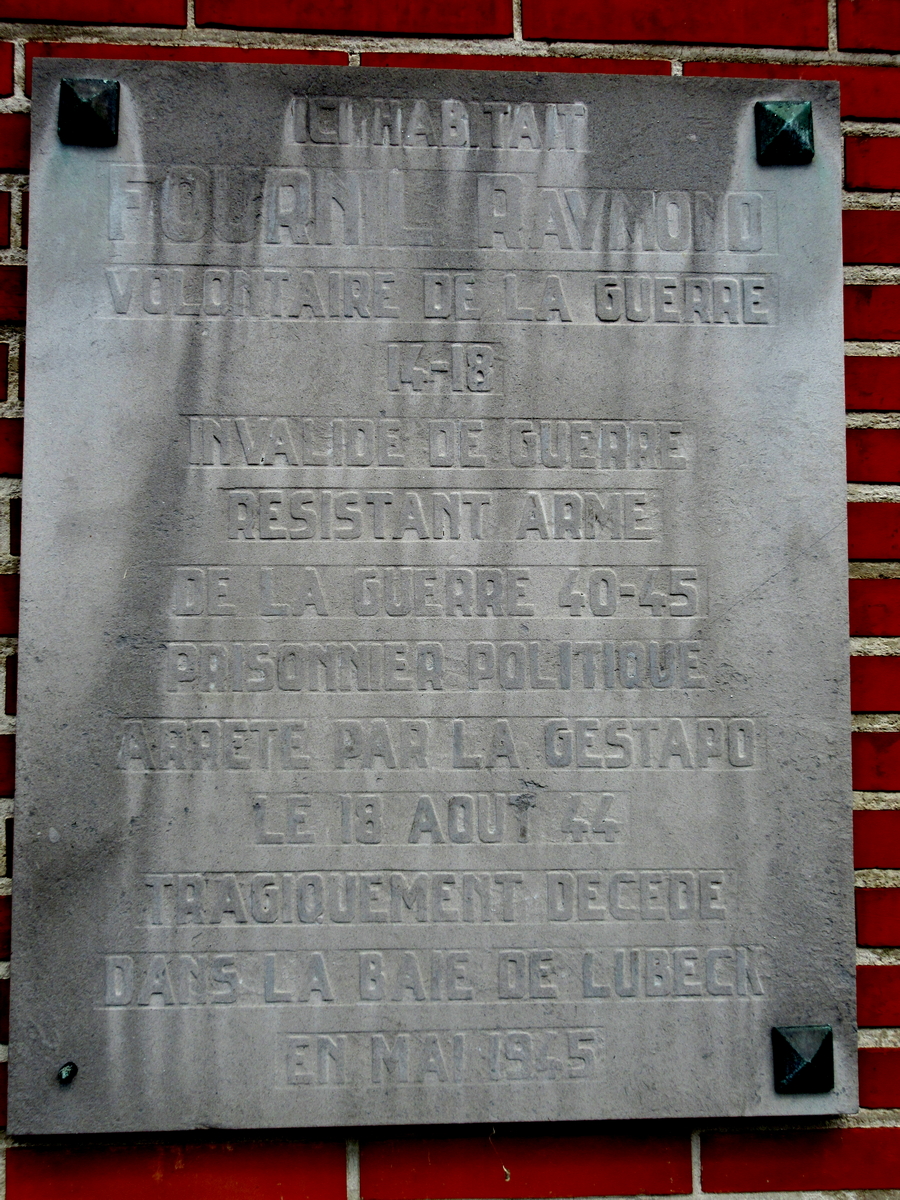 ICI HABITAIT
FOURNIL RAYMOND
VOLONTAIRE DE LA GUERRE
14-18
INVALIDE DE GUERRE
RESISTANT ARME
DE LA GUERRE 40-45
PRISONNIER POLITIQUE
ARRETE PAR LA GESTAPO
LE 18 AOUT 44
TRAGIQUEMENT DECEDE
DANS LA BAIE DE LUBECK
EN MAI 1945